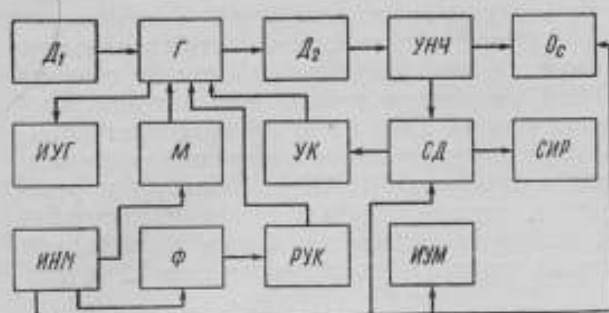 Д₁ Г Д₂ УНЧ Ос
ИУГ М УК СД СИР
ИНМ Ф РУК ИУМ